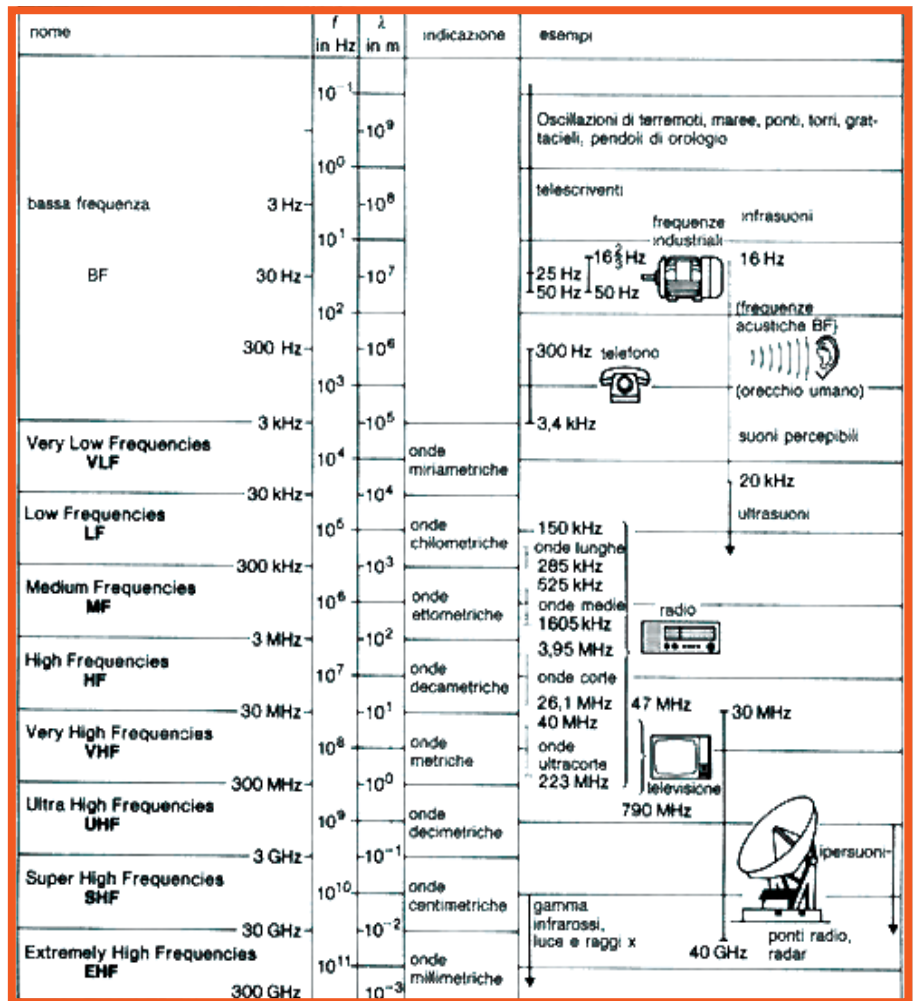 nome
f
in Hz
λ
in m
indicazione
esempi
10⁻¹
Oscillazioni di terremoti, maree, ponti, torri, grat-
tacieli, pendoli di orologio
10⁹
10⁰
telescriventi
bassa frequenza
3 Hz
10⁸
infrasuoni
frequenze
industriali
10¹
16⅔ Hz
16 Hz
BF
30 Hz
10⁷
25 Hz
50 Hz
50 Hz
10²
(frequenze
acustiche BF)
300 Hz
10⁶
300 Hz
telefono
10³
(orecchio umano)
3 kHz
10⁵
3,4 kHz
suoni percepibili
Very Low Frequencies
VLF
10⁴
onde
miriametriche
20 kHz
30 kHz
10⁴
ultrasuoni
Low Frequencies
LF
10⁵
onde
chilometriche
150 kHz
onde lunghe
285 kHz
300 kHz
10³
525 kHz
Medium Frequencies
MF
10⁶
onde
ettometriche
onde medie
1605 kHz
radio
3 MHz
10²
3,95 MHz
High Frequencies
HF
10⁷
onde
decametriche
onde corte
26,1 MHz
47 MHz
30 MHz
30 MHz
10¹
40 MHz
Very High Frequencies
VHF
10⁸
onde
metriche
onde
ultracorte
223 MHz
televisione
300 MHz
10⁰
790 MHz
Ultra High Frequencies
UHF
10⁹
onde
decimetriche
ipersuoni
3 GHz
10⁻¹
Super High Frequencies
SHF
10¹⁰
onde
centimetriche
gamma
infrarossi,
luce e raggi x
30 GHz
10⁻²
40 GHz
ponti radio,
radar
Extremely High Frequencies
EHF
10¹¹
onde
millimetriche
300 GHz
10⁻³